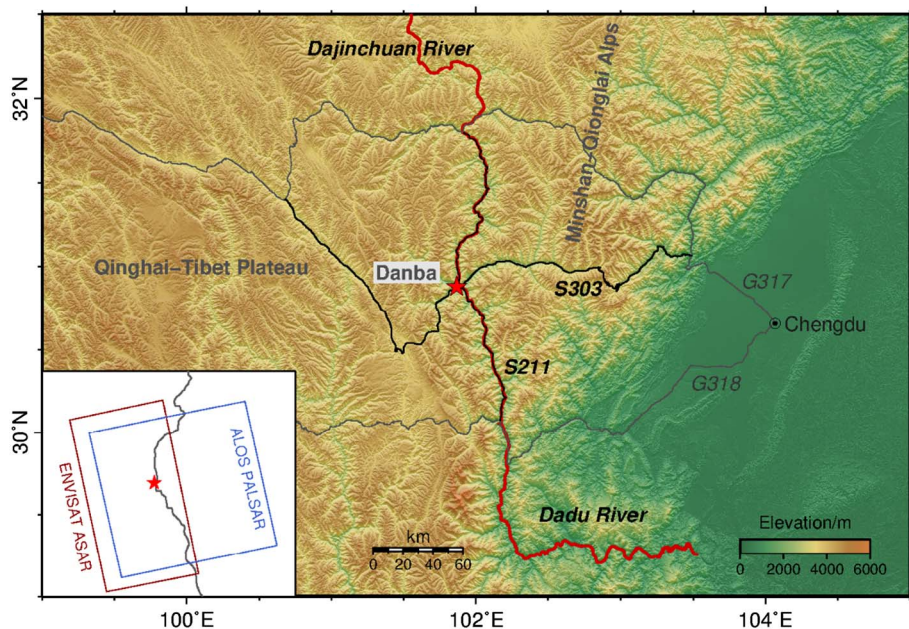 Dajinchuan River
32°N
Minshan−Qionglai Alps
Qinghai−Tibet Plateau
Danba
S303
G317
Chengdu
S211
G318
30°N
ENVISAT ASAR
ALOS PALSAR
Dadu River
km
0 20 40 60
Elevation/m
0 2000 4000 6000
100°E
102°E
104°E